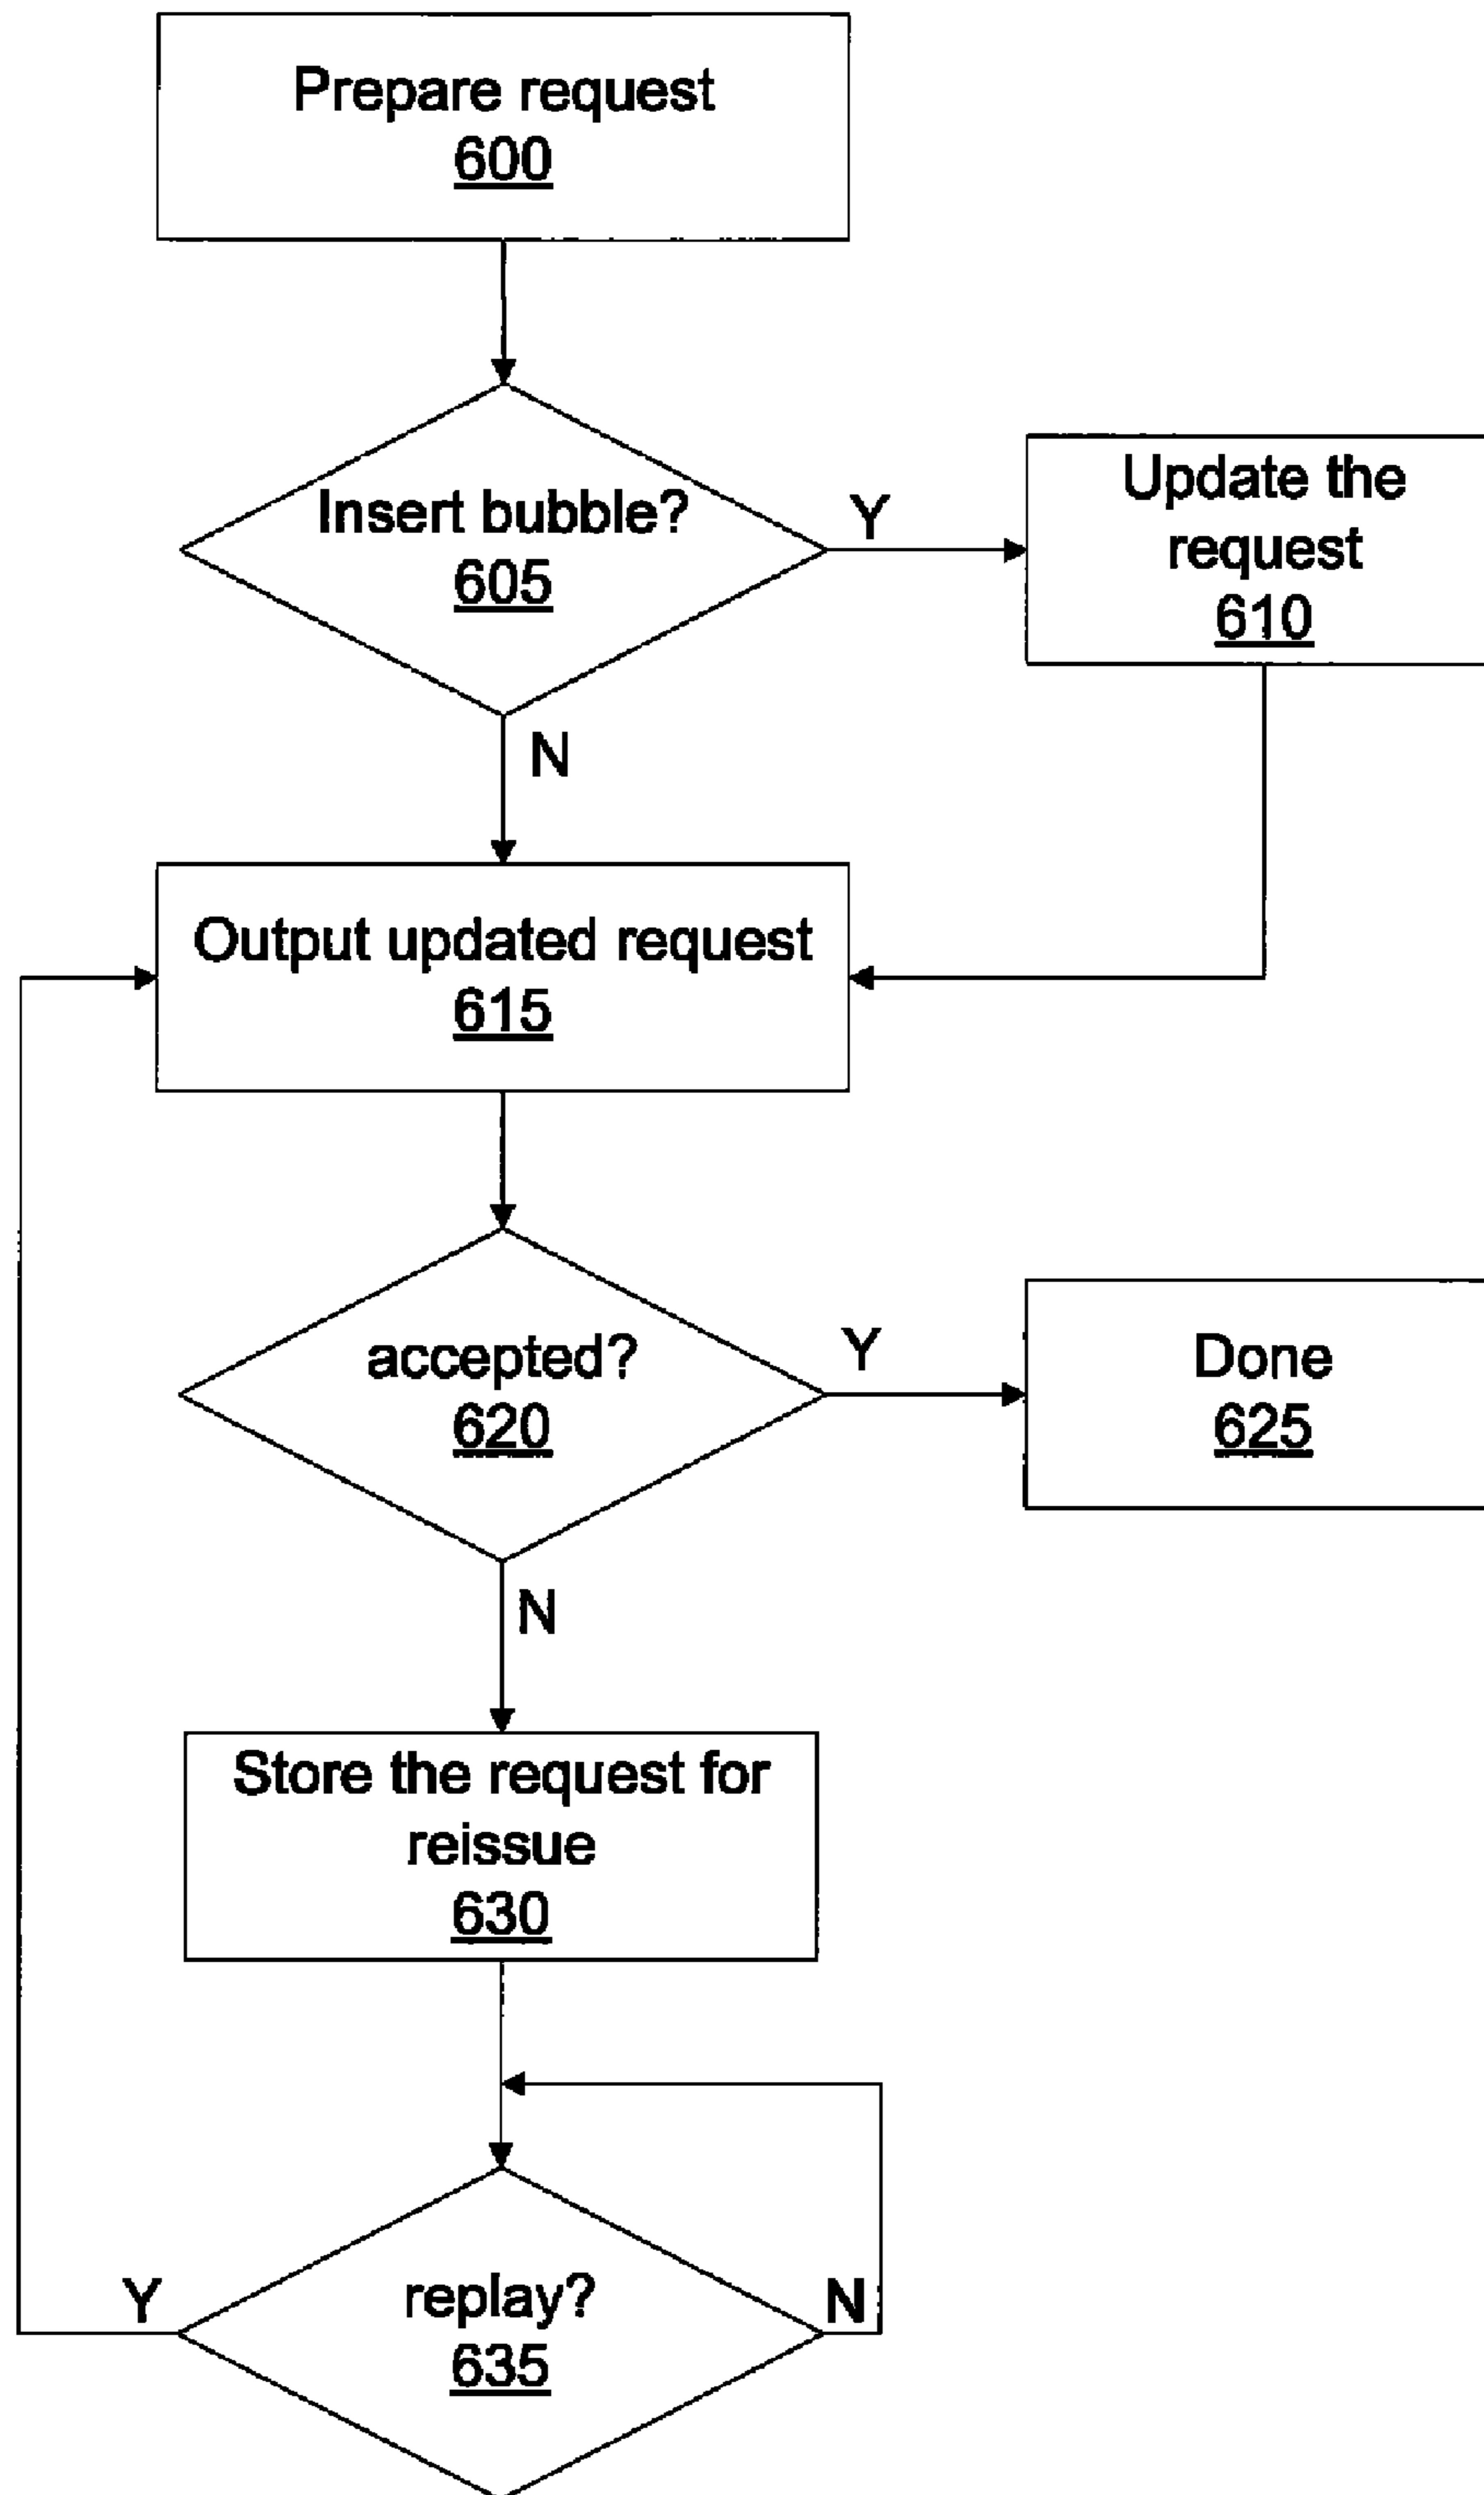 Prepare request
600
Insert bubble?
605
Y
Update the
request
610
N
Output updated request
615
accepted?
620
Y
Done
625
N
Store the request for
reissue
630
Y
replay?
635
N